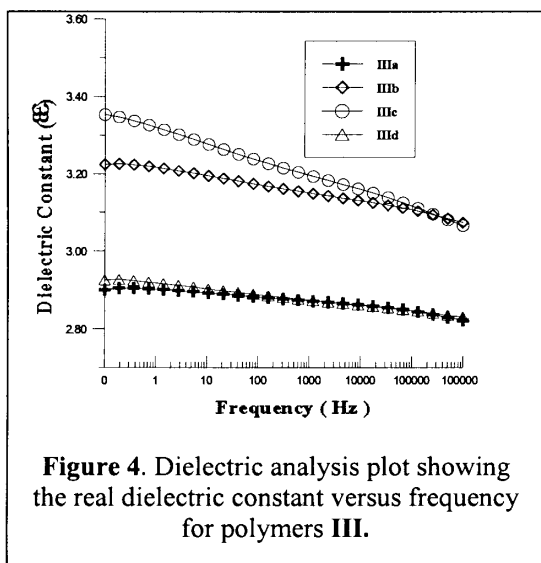 3.60
3.40
3.20
3.00
2.80
Dielectric Constant
IIIa
IIIb
IIIc
IIId
0 1 10 100 1000 10000 100000 100000
Frequency ( Hz )
Figure 4. Dielectric analysis plot showing
the real dielectric constant versus frequency
for polymers III.